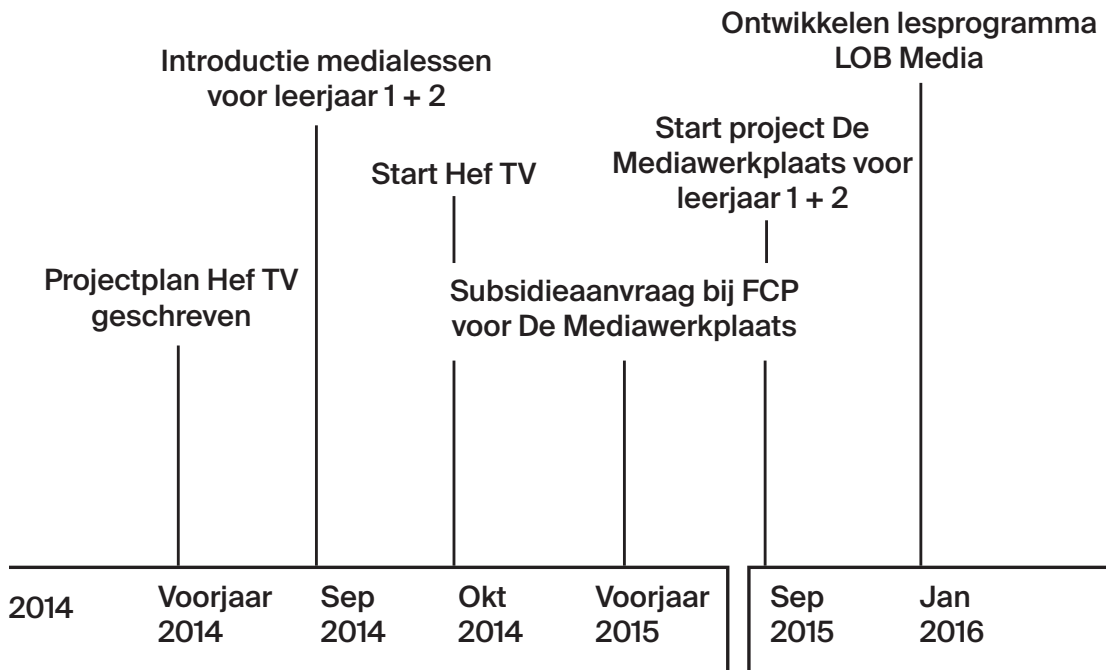 Ontwikkelen lesprogramma
LOB Media
Introductie medialessen
voor leerjaar 1 + 2
Start project De
Mediawerkplaats voor
leerjaar 1 + 2
Start Hef TV
Projectplan Hef TV
geschreven
Subsidieaanvraag bij FCP
voor De Mediawerkplaats
2014
Voorjaar
2014
Sep
2014
Okt
2014
Voorjaar
2015
Sep
2015
Jan
2016